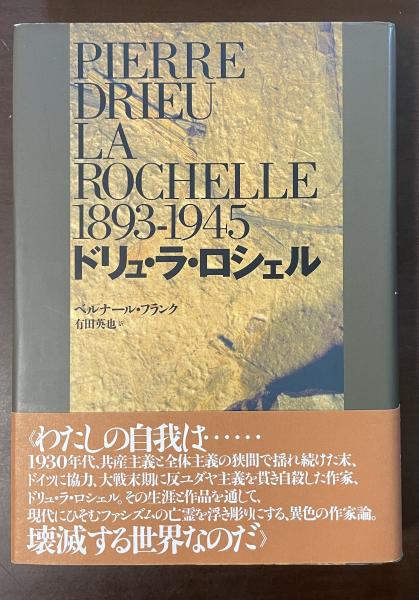 PIERRE
DRIEU
LA
ROCHELLE
1893-1945
ドリュ・ラ・ロシェル
ベルナール・フランク
有田英也 訳
《わたしの自我は……
1930年代、共産主義と全体主義の狭間で揺れ続けた末、
ドイツに協力、大戦末期に反ユダヤ主義を貫き自殺した作家、
ドリュ・ラ・ロシェル。その生涯と作品を通して、
現代にひそむファシズムの亡霊を浮き彫りにする、異色の作家論。
壊滅する世界なのだ》